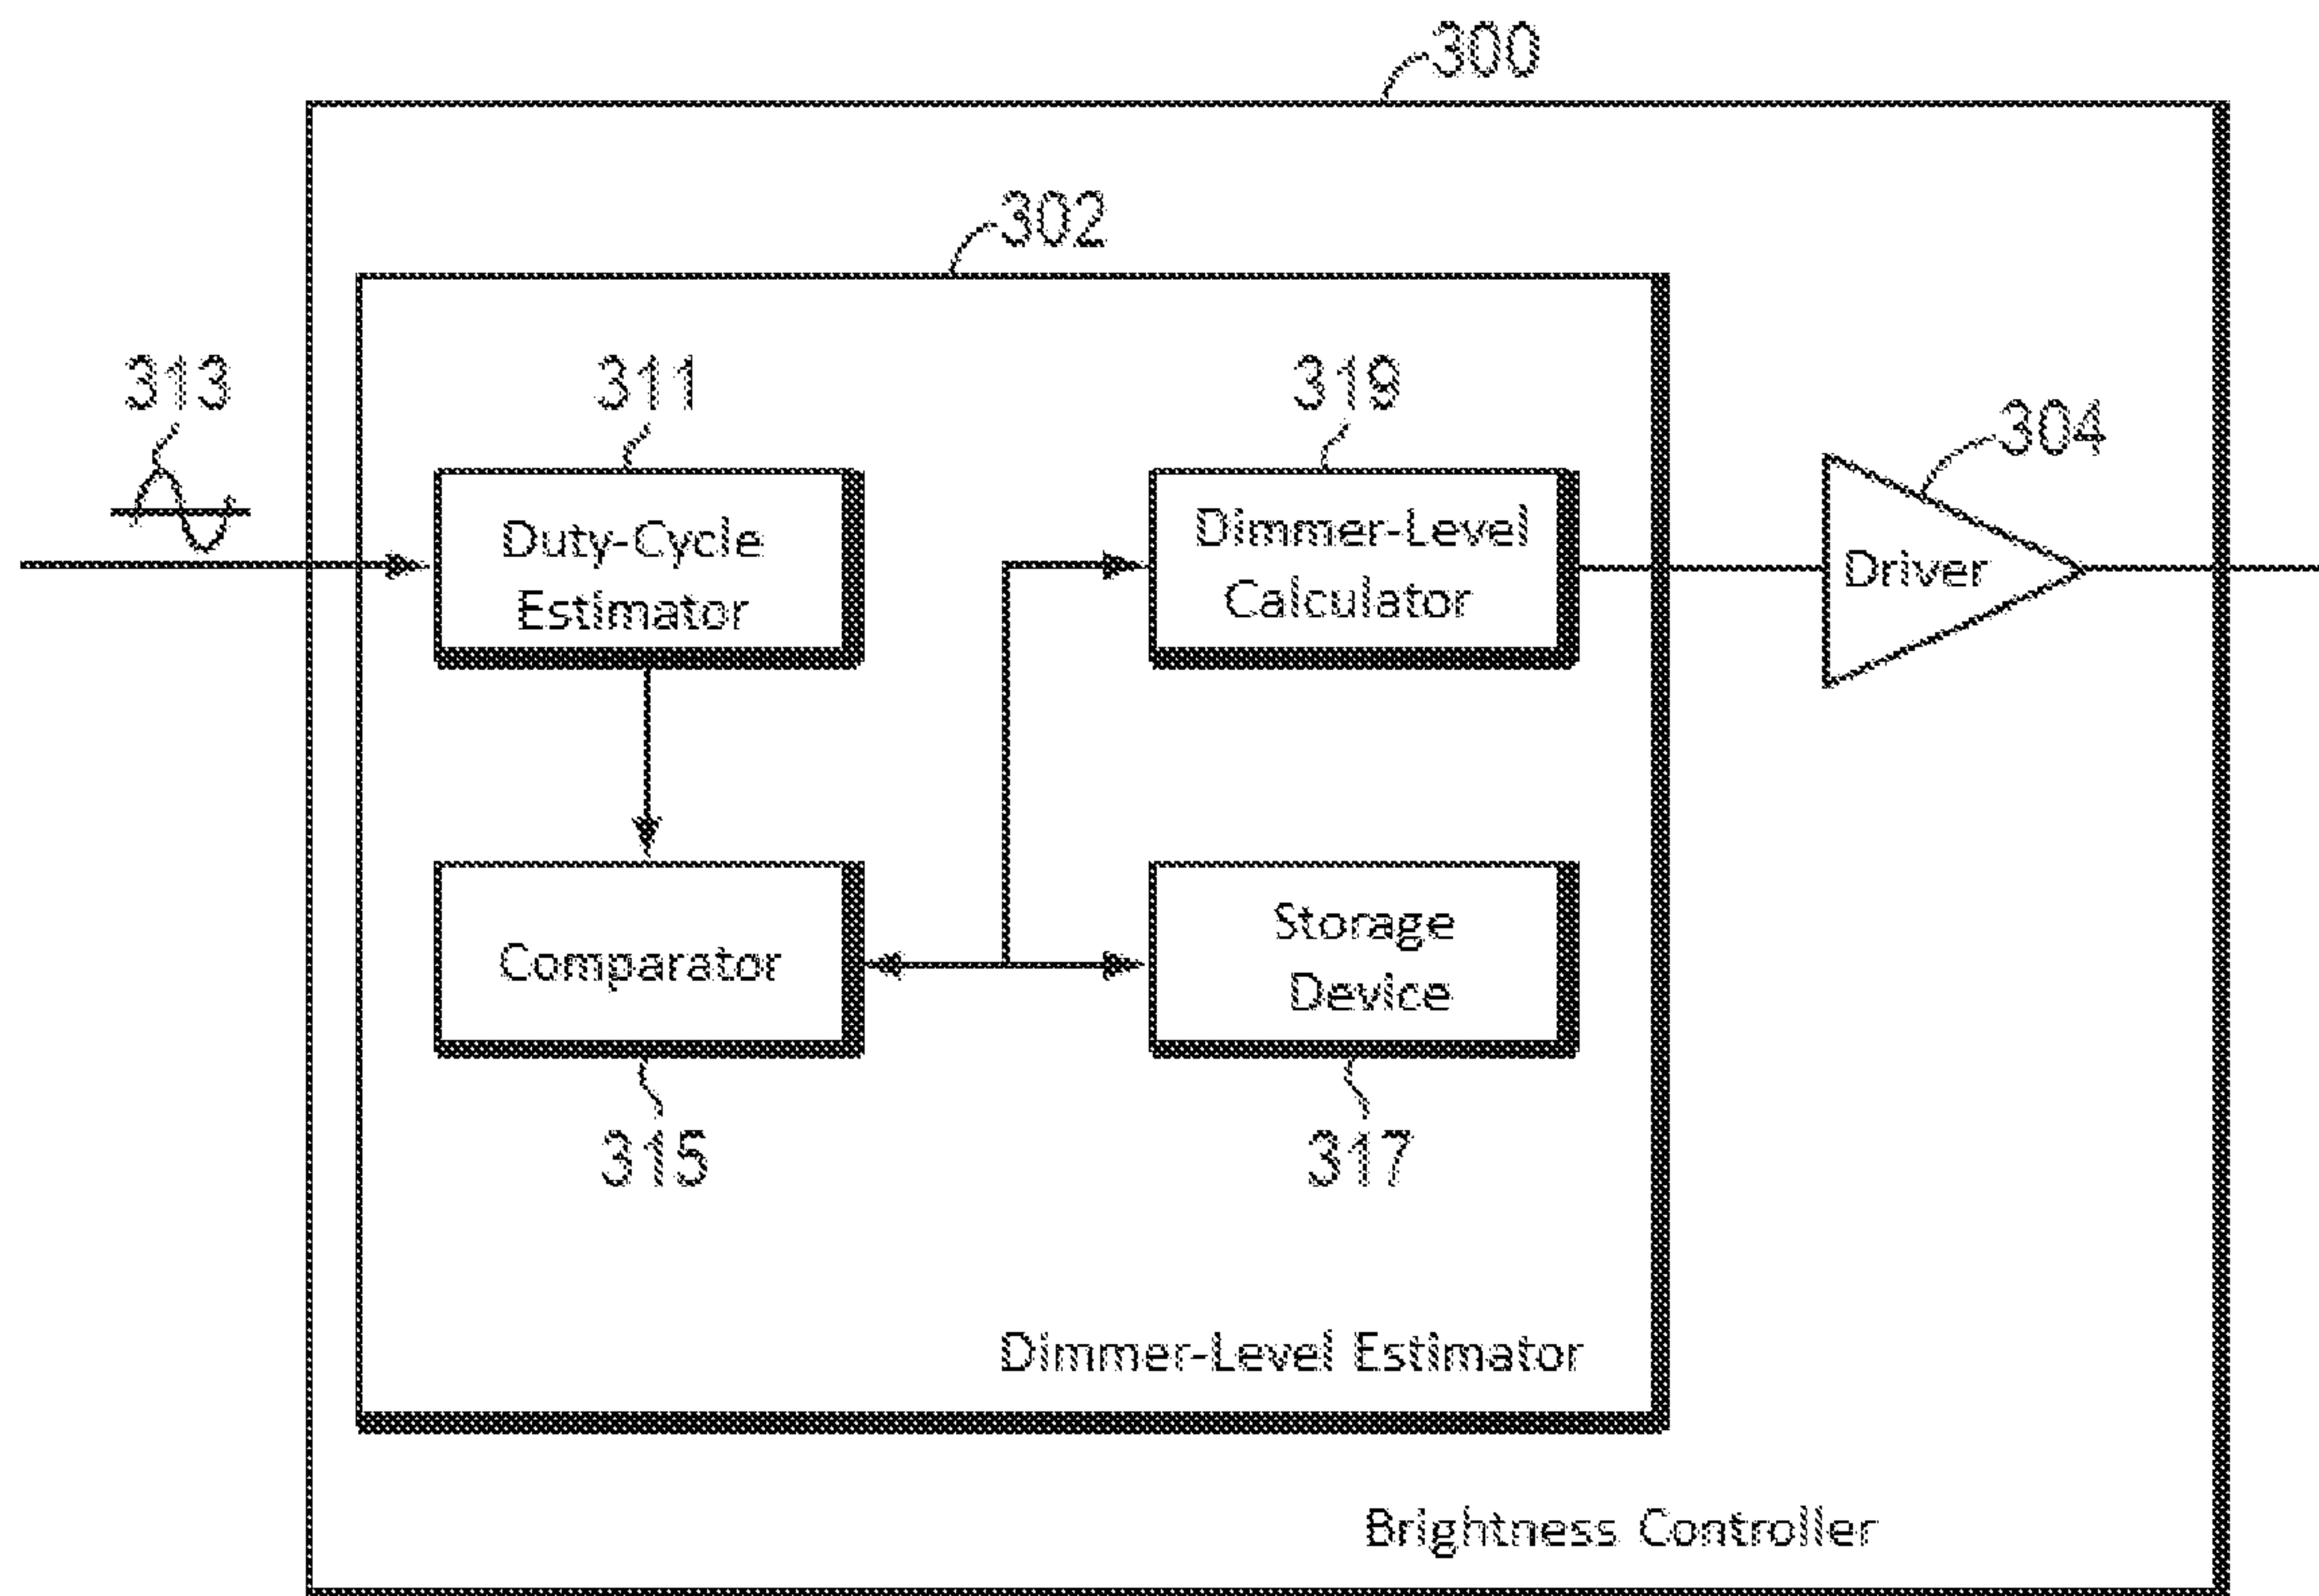 300
302
313
311
319
304
Duty-Cycle
Estimator
Dimmer-Level
Calculator
Driver
Comparator
Storage
Device
315
317
Dimmer-Level Estimator
Brightness Controller